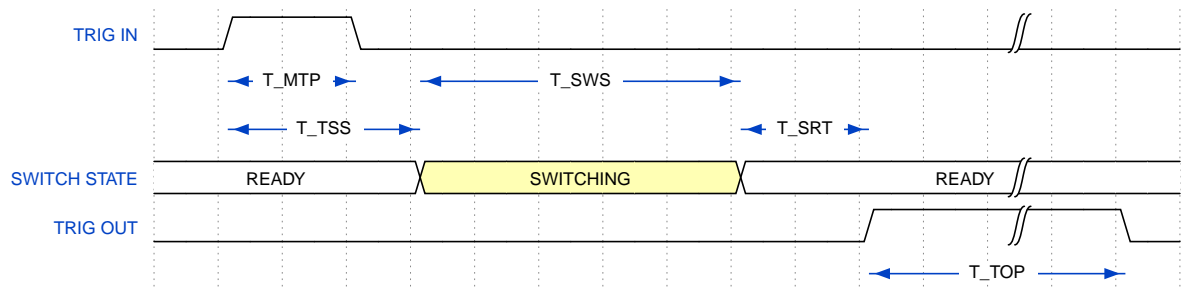 TRIG IN
T_MTP T_SWS
T_TSS T_SRT
SWITCH STATE READY SWITCHING READY
TRIG OUT
T_TOP